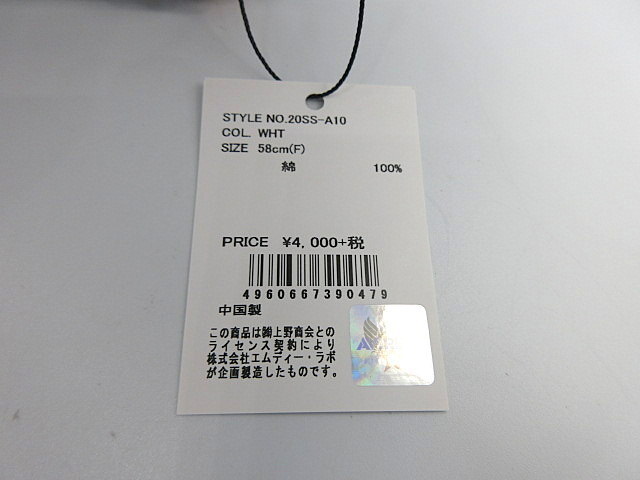 STYLE NO.20SS-A10
COL. WHT
SIZE 58cm(F)
綿 100%
PRICE ¥4,000+税
4960667390479
中国製
この商品は㈱上野商会との
ライセンス契約により
株式会社エムディー・ラボ
が企画製造したものです。